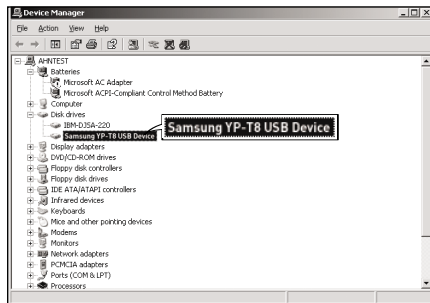 Device Manager
File Action View Help
AHNTEST
Batteries
Microsoft AC Adapter
Microsoft ACPI-Compliant Control Method Battery
Computer
Disk drives
IBM-DJSA-220
Samsung YP-T8 USB Device
Samsung YP-T8 USB Device
Display adapters
DVD/CD-ROM drives
Floppy disk controllers
Floppy disk drives
IDE ATA/ATAPI controllers
Infrared devices
Keyboards
Mice and other pointing devices
Modems
Monitors
Network adapters
PCMCIA adapters
Ports (COM & LPT)
Processors